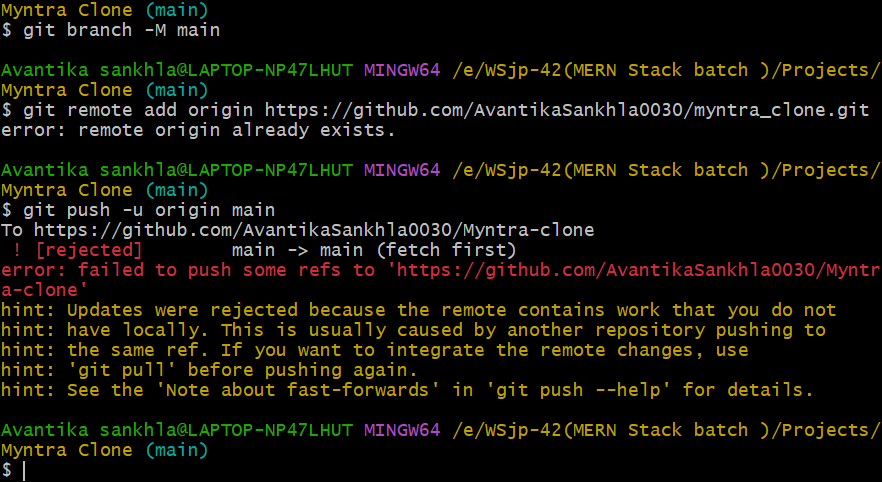 Myntra Clone (main)
$ git branch -M main
Avantika sankhla@LAPTOP-NP47LHUT MINGW64 /e/WSjp-42(MERN Stack batch )/Projects/
Myntra Clone (main)
$ git remote add origin https://github.com/AvantikaSankhla0030/myntra_clone.git
error: remote origin already exists.
Avantika sankhla@LAPTOP-NP47LHUT MINGW64 /e/WSjp-42(MERN Stack batch )/Projects/
Myntra Clone (main)
$ git push -u origin main
To https://github.com/AvantikaSankhla0030/Myntra-clone
 ! [rejected]        main -> main (fetch first)
error: failed to push some refs to 'https://github.com/AvantikaSankhla0030/Myntr
a-clone'
hint: Updates were rejected because the remote contains work that you do not
hint: have locally. This is usually caused by another repository pushing to
hint: the same ref. If you want to integrate the remote changes, use
hint: 'git pull' before pushing again.
hint: See the 'Note about fast-forwards' in 'git push --help' for details.
Avantika sankhla@LAPTOP-NP47LHUT MINGW64 /e/WSjp-42(MERN Stack batch )/Projects/
Myntra Clone (main)
$